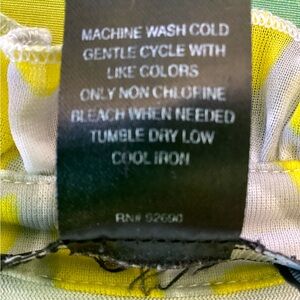 MACHINE WASH COLD
GENTLE CYCLE WITH
LIKE COLORS
ONLY NON CHLORINE
BLEACH WHEN NEEDED
TUMBLE DRY LOW
COOL IRON
RN# 92690